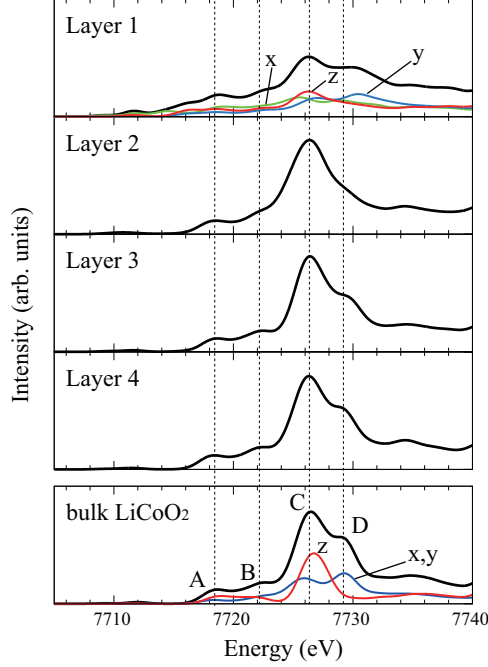 Layer 1
x
z
y
Layer 2
Layer 3
Layer 4
bulk LiCoO2
A
B
C
D
z
x,y
7710
7720
7730
7740
Energy (eV)
Intensity (arb. units)